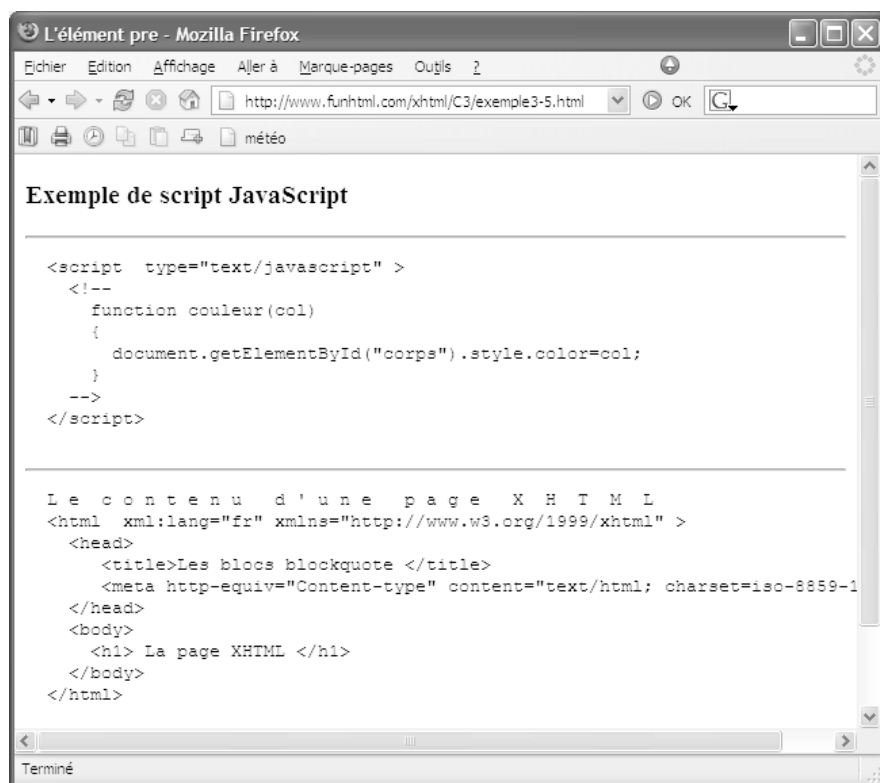 L'élément pre - Mozilla Firefox
Fichier Edition Affichage Aller à Marque-pages Outils ?
http://www.funhtml.com/xhtml/C3/exemple3-5.html OK G
météo
Exemple de script JavaScript
<script  type="text/javascript" >
<!--
function couleur(col)
{
document.getElementById("corps").style.color=col;
}
-->
</script>
L e  c o n t e n u   d ' u n e   p a g e   X  H  T  M  L
<html  xml:lang="fr" xmlns="http://www.w3.org/1999/xhtml" >
<head>
<title>Les blocs blockquote </title>
<meta http-equiv="Content-type" content="text/html; charset=iso-8859-1
</head>
<body>
<h1> La page XHTML </h1>
</body>
</html>
Terminé